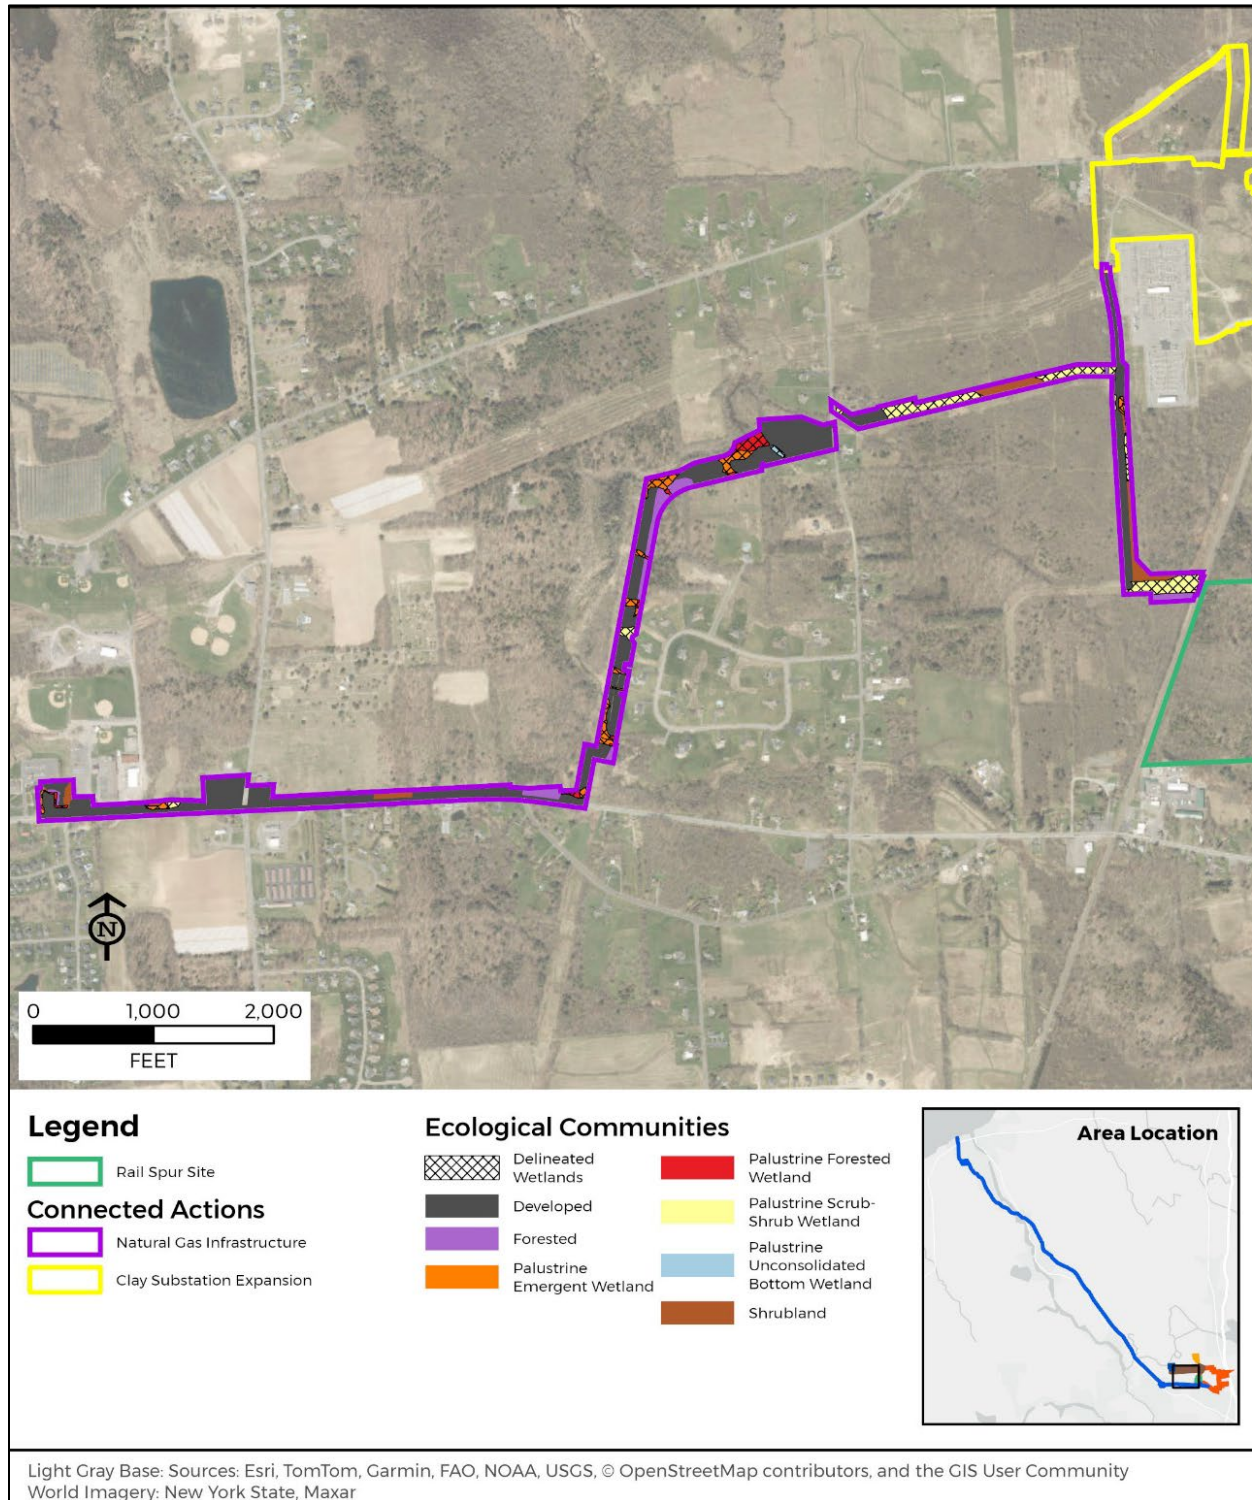 N
0 1,000 2,000
FEET
Legend
Rail Spur Site
Connected Actions
Natural Gas Infrastructure
Clay Substation Expansion
Ecological Communities
Delineated
Wetlands
Developed
Forested
Palustrine
Emergent Wetland
Palustrine Forested
Wetland
Palustrine Scrub-
Shrub Wetland
Palustrine
Unconsolidated
Bottom Wetland
Shrubland
Area Location
Light Gray Base: Sources: Esri, TomTom, Garmin, FAO, NOAA, USGS, © OpenStreetMap contributors, and the GIS User Community
World Imagery: New York State, Maxar